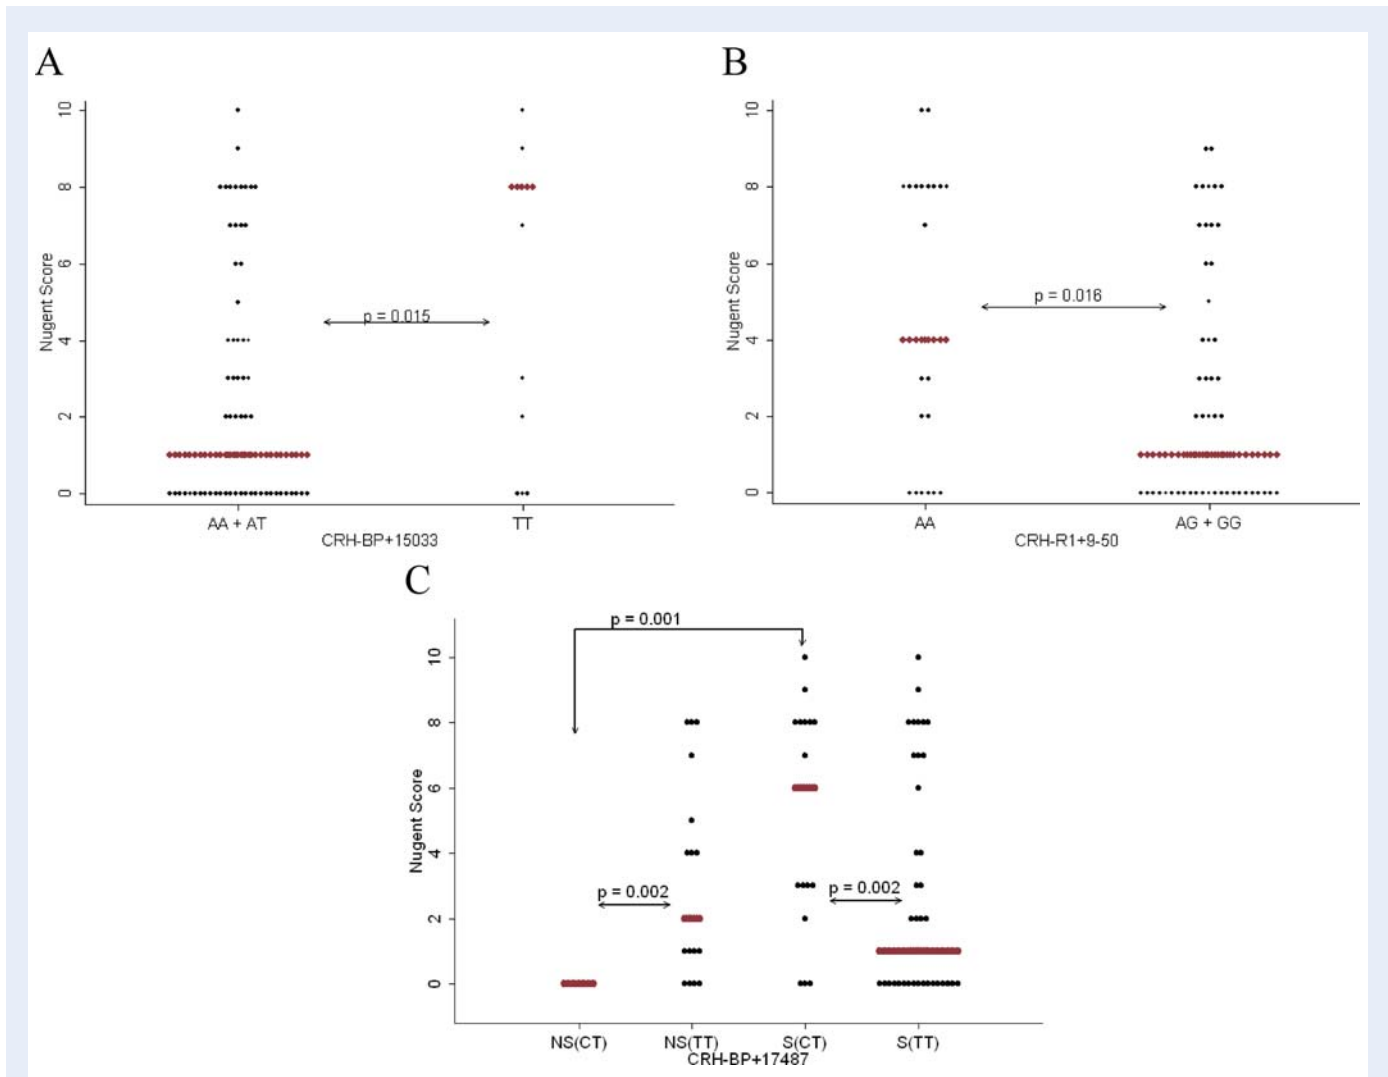 A
Nugent Score
10
8
6
4
2
0
p = 0.015
AA + AT
TT
CRH-BP+15033
B
Nugent Score
10
8
6
4
2
0
p = 0.016
AA
AG + GG
CRH-R1+9-50
C
Nugent Score
10
8
6
4
2
0
p = 0.001
p = 0.002
p = 0.002
NS(CT)
NS(TT)
S(CT)
S(TT)
CRH-BP+17487